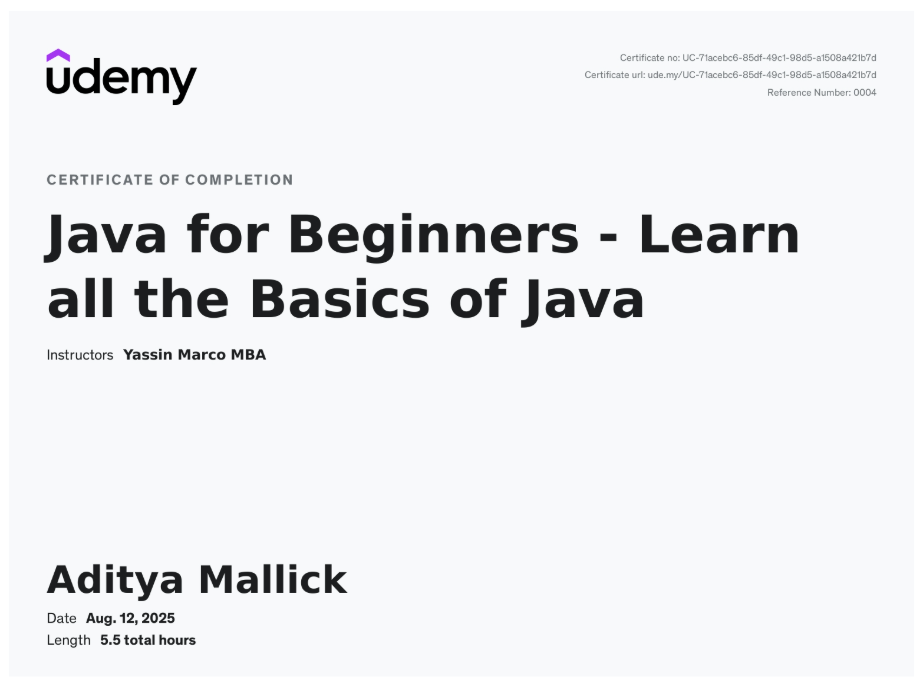 udemy
Certificate no: UC-71acebc6-85df-49c1-98d5-a1508a421b7d
Certificate url: ude.my/UC-71acebc6-85df-49c1-98d5-a1508a421b7d
Reference Number: 0004
CERTIFICATE OF COMPLETION
Java for Beginners - Learn
all the Basics of Java
Instructors Yassin Marco MBA
Aditya Mallick
Date Aug. 12, 2025
Length 5.5 total hours